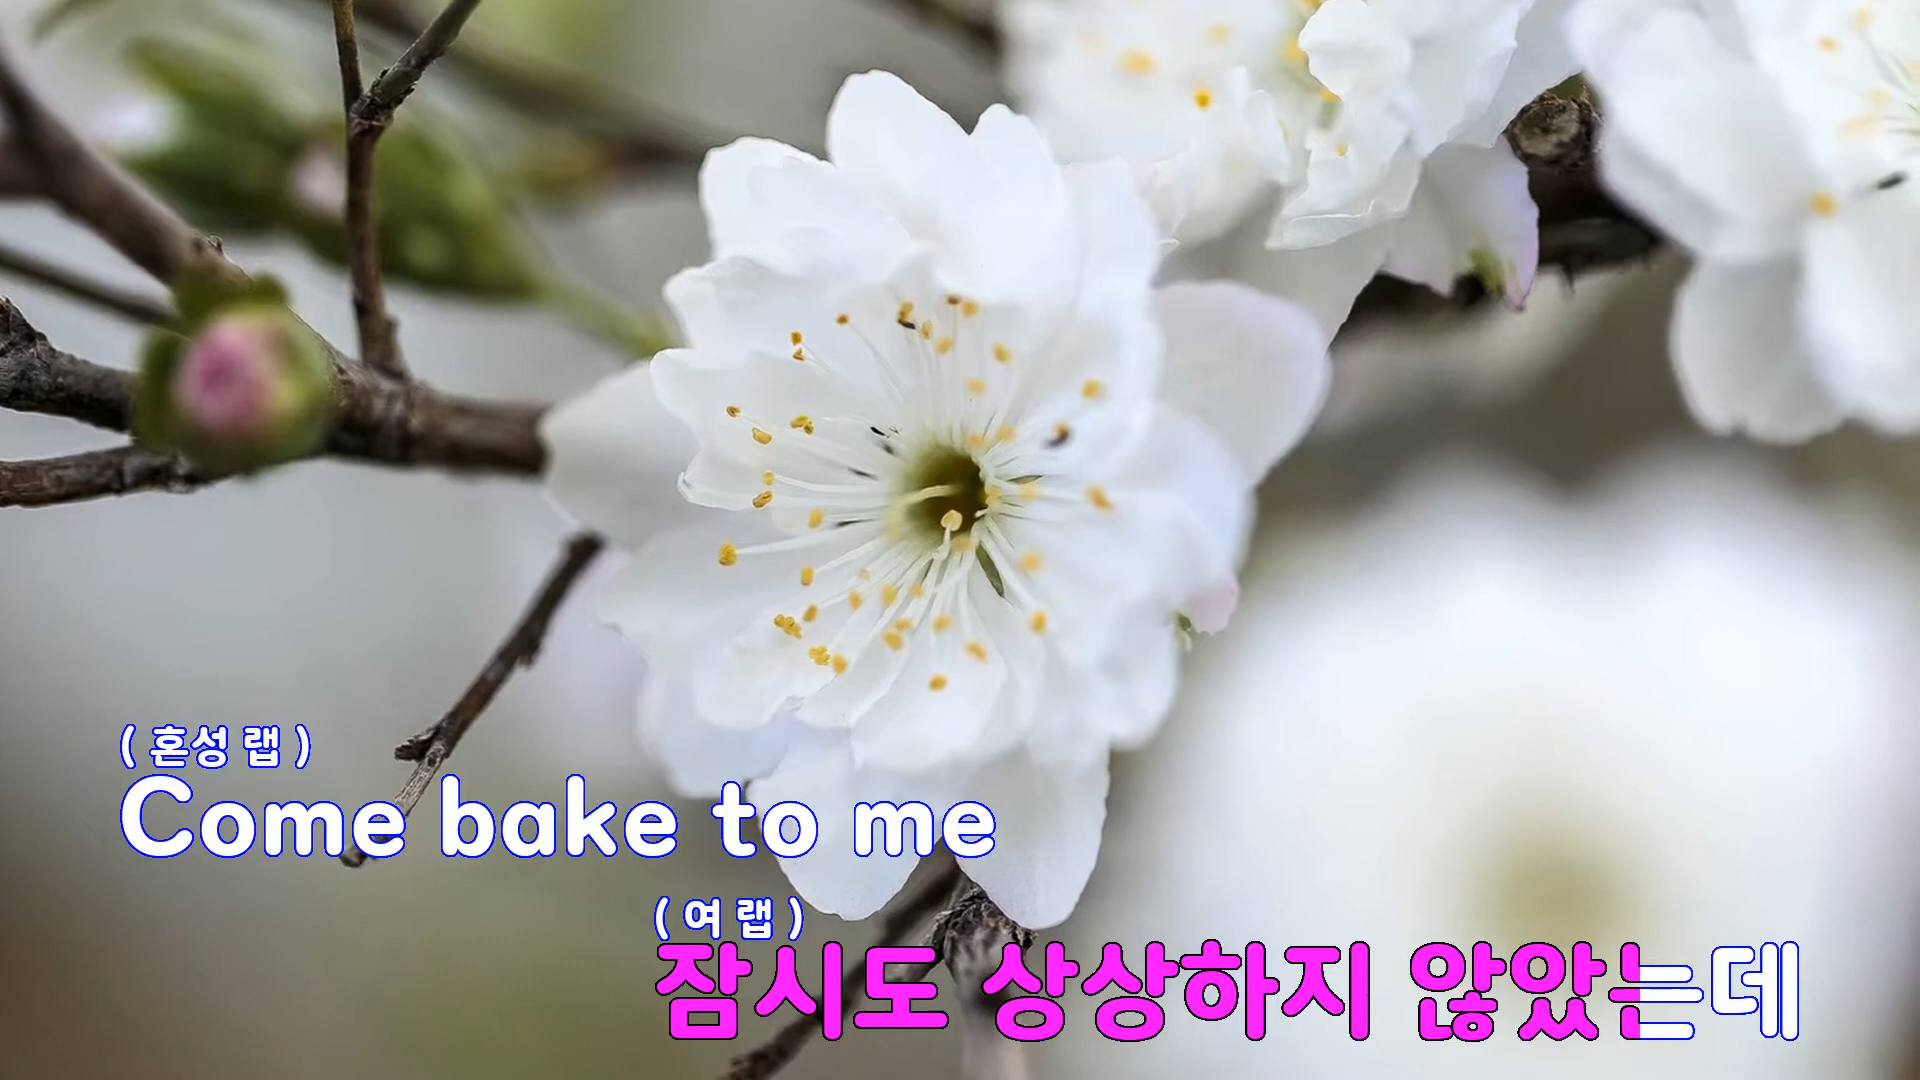 ( 혼성 랩 )
Come bake to me
( 여 랩 )
잠시도 상상하지 않았는데